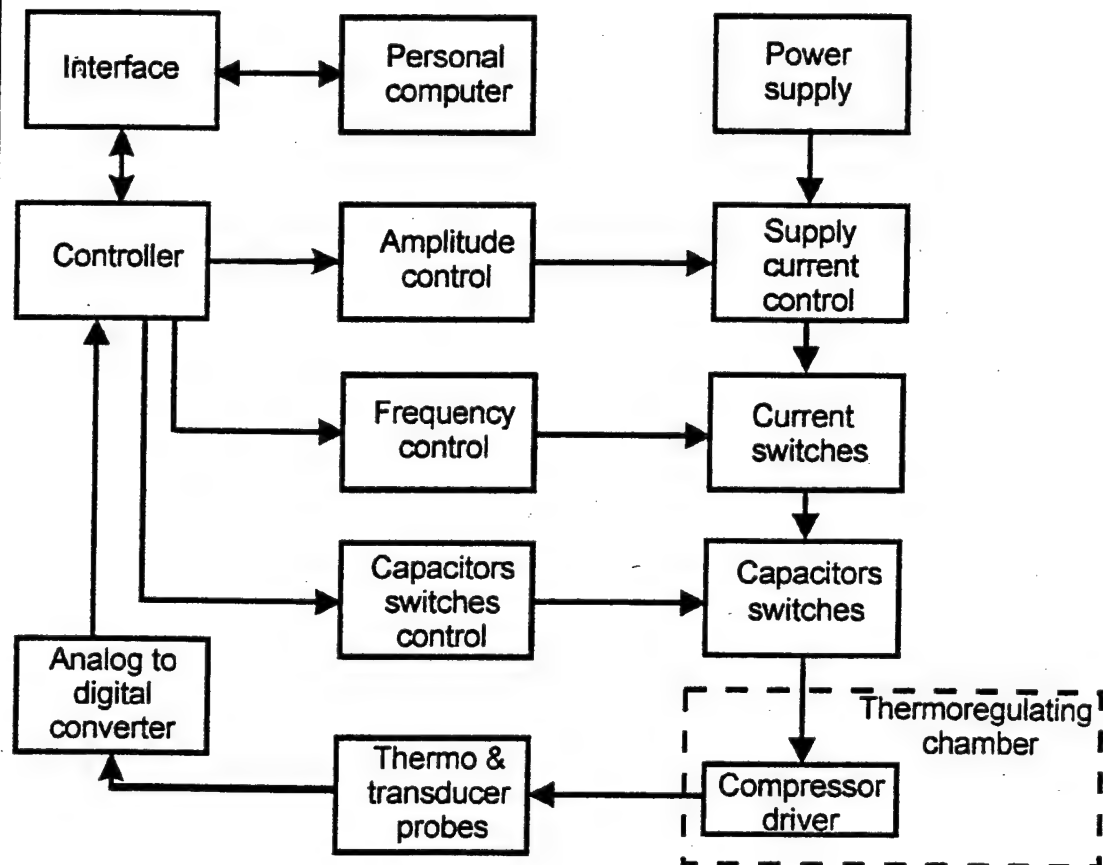 Interface
Personal
computer
Power
supply
Controller
Amplitude
control
Supply
current
control
Frequency
control
Current
switches
Capacitors
switches
control
Capacitors
switches
Analog to
digital
converter
Thermoregulating
chamber
Thermo &
transducer
probes
Compressor
driver